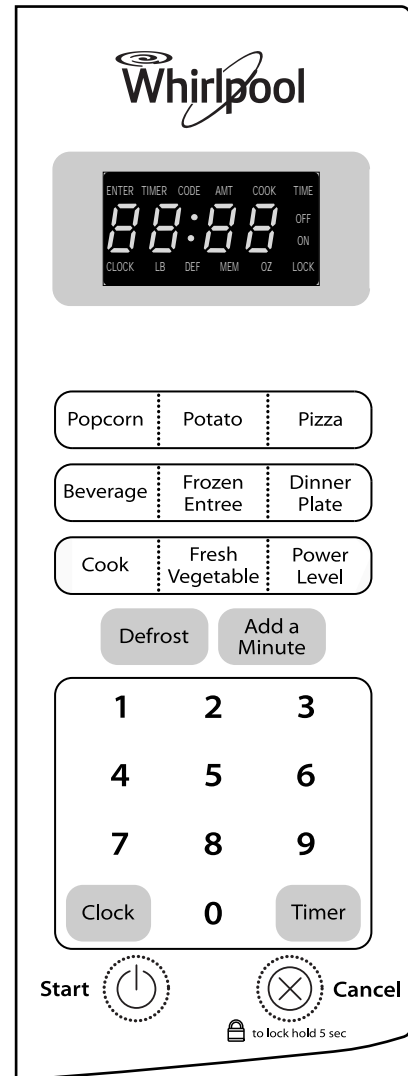 Whirlpool
ENTER TIMER CODE AMT COOK TIME
88:88
OFF
ON
CLOCK LB DEF MEM OZ LOCK
Popcorn Potato Pizza
Beverage Frozen Entree Dinner Plate
Cook Fresh Vegetable Power Level
Defrost Add a Minute
1 2 3
4 5 6
7 8 9
Clock 0 Timer
Start Cancel
to lock hold 5 sec